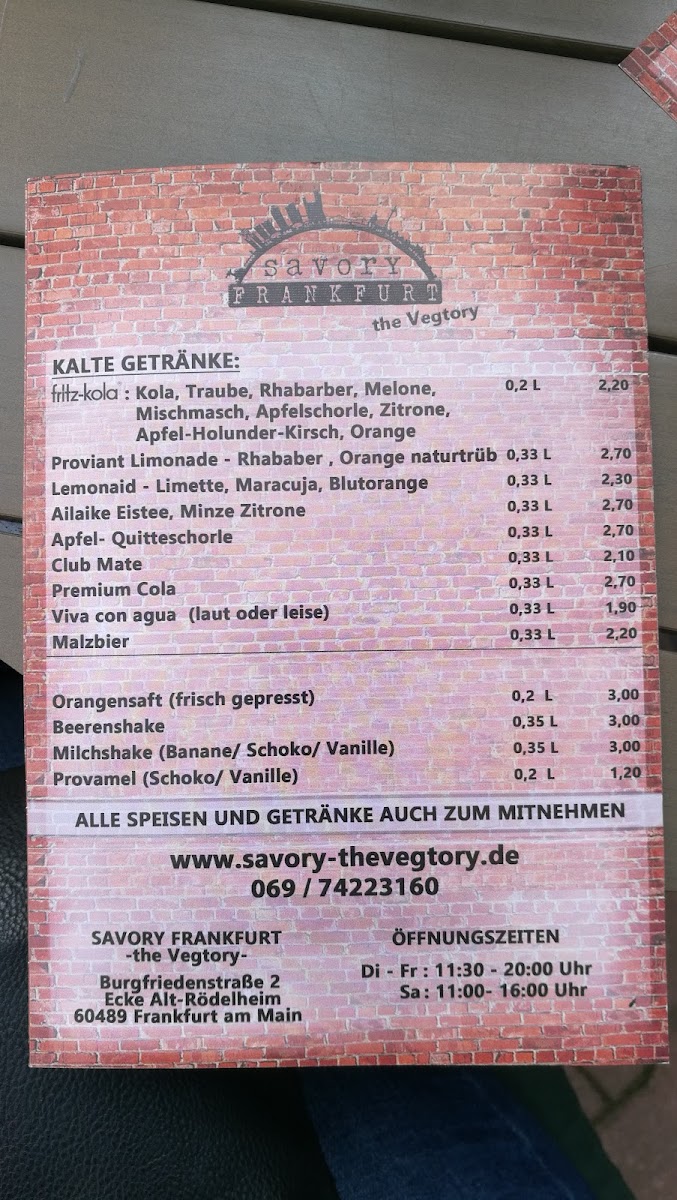 savory
FRANKFURT
the Vegtory
KALTE GETRÄNKE:
fritz-kola : Kola, Traube, Rhabarber, Melone, 0,2 L 2,20
Mischmasch, Apfelschorle, Zitrone,
Apfel-Holunder-Kirsch, Orange
Proviant Limonade - Rhababer , Orange naturtrüb 0,33 L 2,70
Lemonaid - Limette, Maracuja, Blutorange 0,33 L 2,30
Ailaike Eistee, Minze Zitrone 0,33 L 2,70
Apfel- Quitteschorle 0,33 L 2,70
Club Mate 0,33 L 2,10
Premium Cola 0,33 L 2,70
Viva con agua (laut oder leise) 0,33 L 1,90
Malzbier 0,33 L 2,20
Orangensaft (frisch gepresst) 0,2 L 3,00
Beerenshake 0,35 L 3,00
Milchshake (Banane/ Schoko/ Vanille) 0,35 L 3,00
Provamel (Schoko/ Vanille) 0,2 L 1,20
ALLE SPEISEN UND GETRÄNKE AUCH ZUM MITNEHMEN
www.savory-thevegtory.de
069 / 74223160
SAVORY FRANKFURT
-the Vegtory-
Burgfriedenstraße 2
Ecke Alt-Rödelheim
60489 Frankfurt am Main
ÖFFNUNGSZEITEN
Di - Fr : 11:30 - 20:00 Uhr
Sa : 11:00- 16:00 Uhr